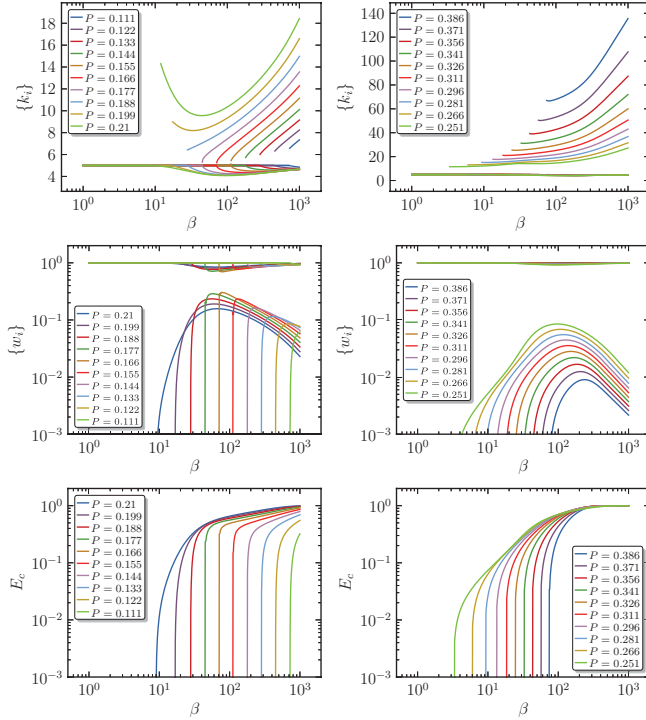 18
16
14
12
10
8
6
4
{k_i}
P = 0.111
P = 0.122
P = 0.133
P = 0.144
P = 0.155
P = 0.166
P = 0.177
P = 0.188
P = 0.199
P = 0.21
10^0
10^1
10^2
10^3
β
140
120
100
80
60
40
20
0
{k_i}
P = 0.386
P = 0.371
P = 0.356
P = 0.341
P = 0.326
P = 0.311
P = 0.296
P = 0.281
P = 0.266
P = 0.251
10^0
10^1
10^2
10^3
β
10^0
10^−1
10^−2
10^−3
{w_i}
P = 0.21
P = 0.199
P = 0.188
P = 0.177
P = 0.166
P = 0.155
P = 0.144
P = 0.133
P = 0.122
P = 0.111
10^0
10^1
10^2
10^3
β
10^0
10^−1
10^−2
10^−3
{w_i}
P = 0.386
P = 0.371
P = 0.356
P = 0.341
P = 0.326
P = 0.311
P = 0.296
P = 0.281
P = 0.266
P = 0.251
10^0
10^1
10^2
10^3
β
10^0
10^−1
10^−2
10^−3
E_c
P = 0.21
P = 0.199
P = 0.188
P = 0.177
P = 0.166
P = 0.155
P = 0.144
P = 0.133
P = 0.122
P = 0.111
10^0
10^1
10^2
10^3
β
10^0
10^−1
10^−2
10^−3
E_c
P = 0.386
P = 0.371
P = 0.356
P = 0.341
P = 0.326
P = 0.311
P = 0.296
P = 0.281
P = 0.266
P = 0.251
10^0
10^1
10^2
10^3
β